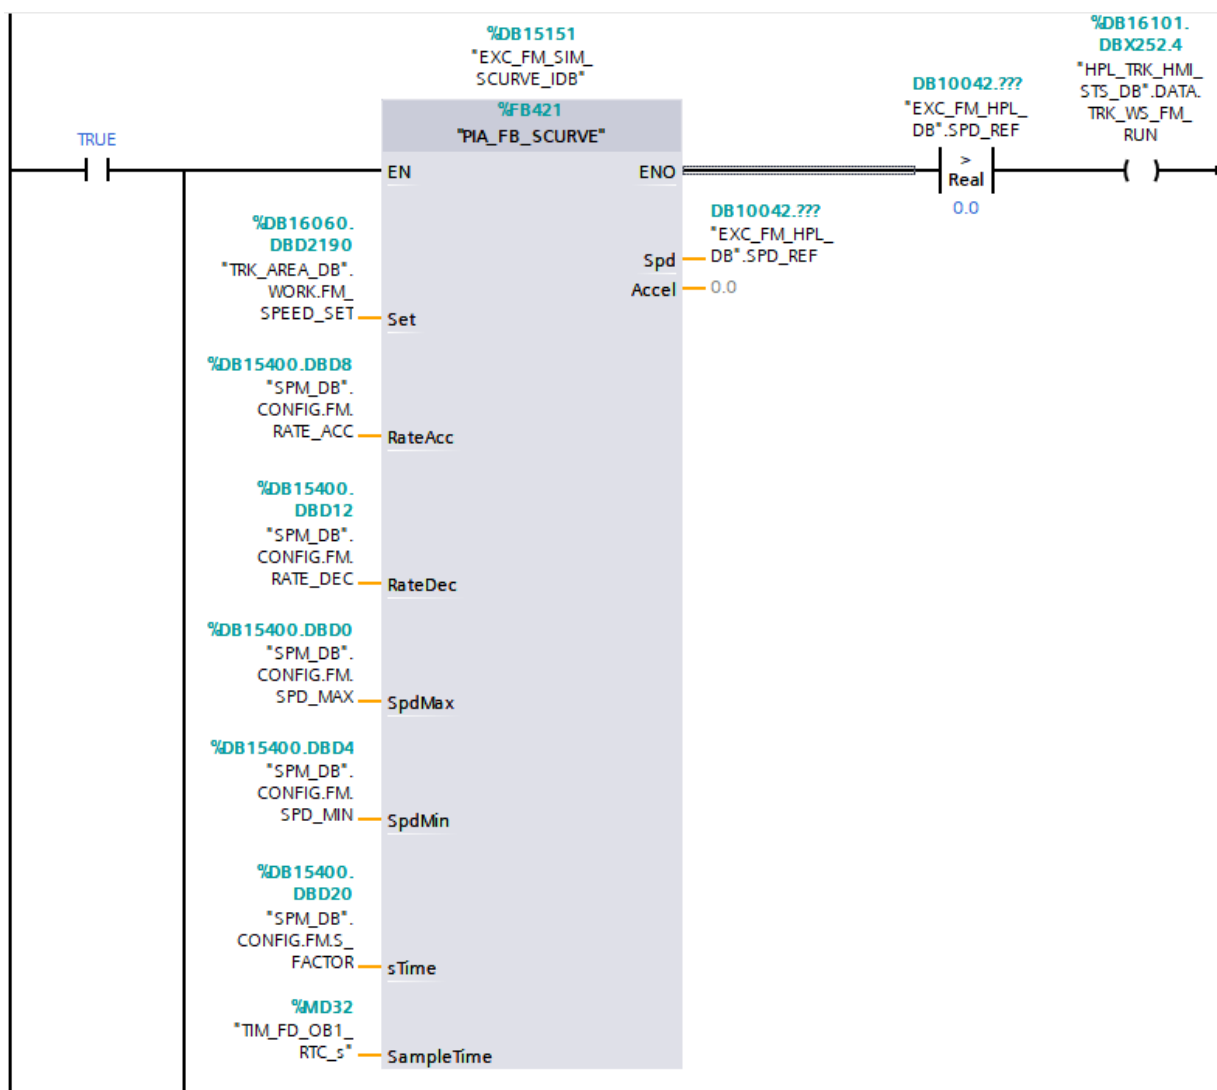 %DB15151
"EXC_FM_SIM_
SCURVE_IDB"
%FB421
"PIA_FB_SCURVE"
TRUE
EN
ENO
DB10042.???
"EXC_FM_HPL_
DB".SPD_REF
>
Real
0.0
%DB16101.
DBX252.4
"HPL_TRK_HMI_
STS_DB".DATA.
TRK_WS_FM_
RUN
%DB16060.
DBD2190
"TRK_AREA_DB".
WORK.FM_
SPEED_SET
Set
DB10042.???
"EXC_FM_HPL_
DB".SPD_REF
Spd
Accel
0.0
%DB15400.DBD8
"SPM_DB".
CONFIG.FM.
RATE_ACC
RateAcc
%DB15400.
DBD12
"SPM_DB".
CONFIG.FM.
RATE_DEC
RateDec
%DB15400.DBD0
"SPM_DB".
CONFIG.FM.
SPD_MAX
SpdMax
%DB15400.DBD4
"SPM_DB".
CONFIG.FM.
SPD_MIN
SpdMin
%DB15400.
DBD20
"SPM_DB".
CONFIG.FM.S_
FACTOR
sTime
%MD32
"TIM_FD_OB1_
RTC_s"
SampleTime